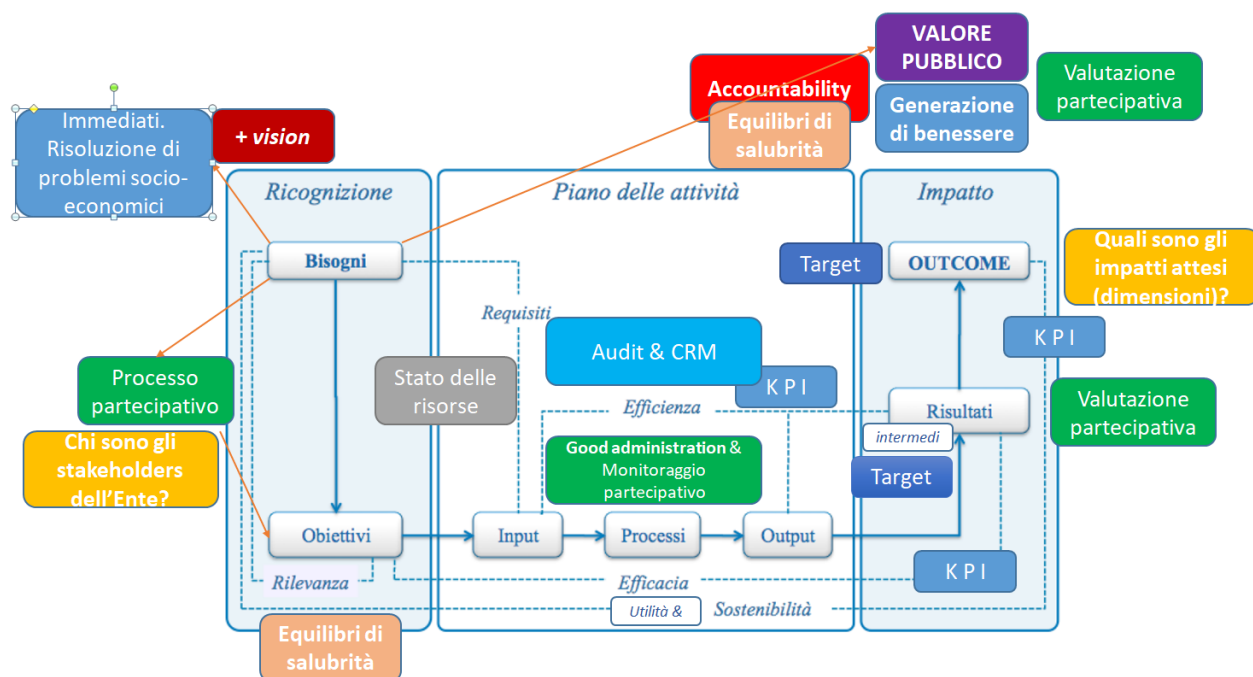 VALORE
PUBBLICO
Accountability
Equilibri di
salubrità
Generazione
di benessere
Valutazione
partecipativa
Immediati.
Risoluzione di
problemi socio-
economici
+ vision
Ricognizione
Piano delle attività
Impatto
Bisogni
Target
OUTCOME
Quali sono gli
impatti attesi
(dimensioni)?
Requisiti
Audit & CRM
K P I
K P I
Processo
partecipativo
Stato delle
risorse
Efficienza
Risultati
intermedi
Valutazione
partecipativa
Chi sono gli
stakeholders
dell'Ente?
Good administration &
Monitoraggio
partecipativo
Target
Obiettivi
Input
Processi
Output
Rilevanza
Efficacia
K P I
Utilità &
Sostenibilità
Equilibri di
salubrità